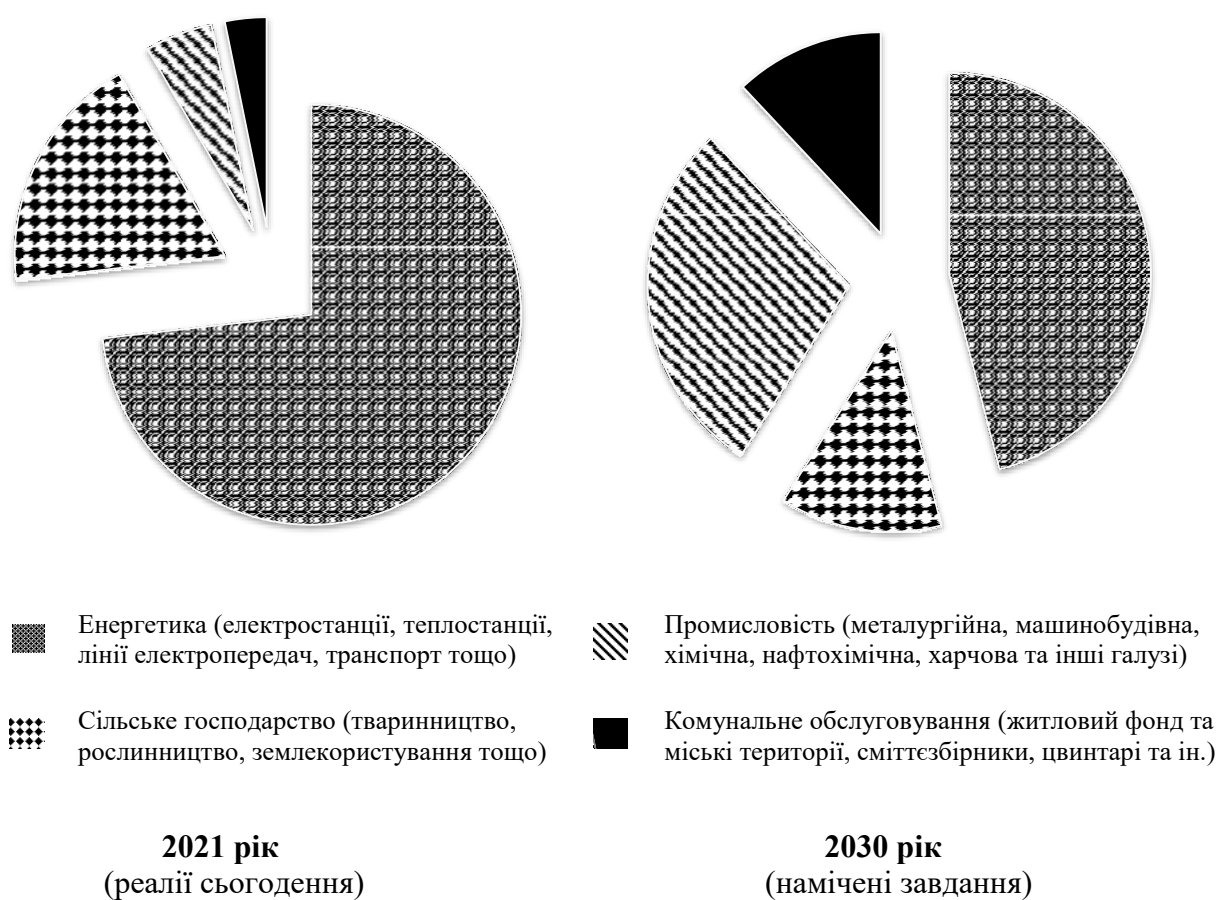 Енергетика (електростанції, теплостанції,
лінії електропередач, транспорт тощо)
Промисловість (металургійна, машинобудівна,
хімічна, нафтохімічна, харчова та інші галузі)
Сільське господарство (тваринництво,
рослинництво, землекористування тощо)
Комунальне обслуговування (житловий фонд та
міські території, сміттєзбірники, цвинтарі та ін.)
2021 рік
(реалії сьогодення)
2030 рік
(намічені завдання)